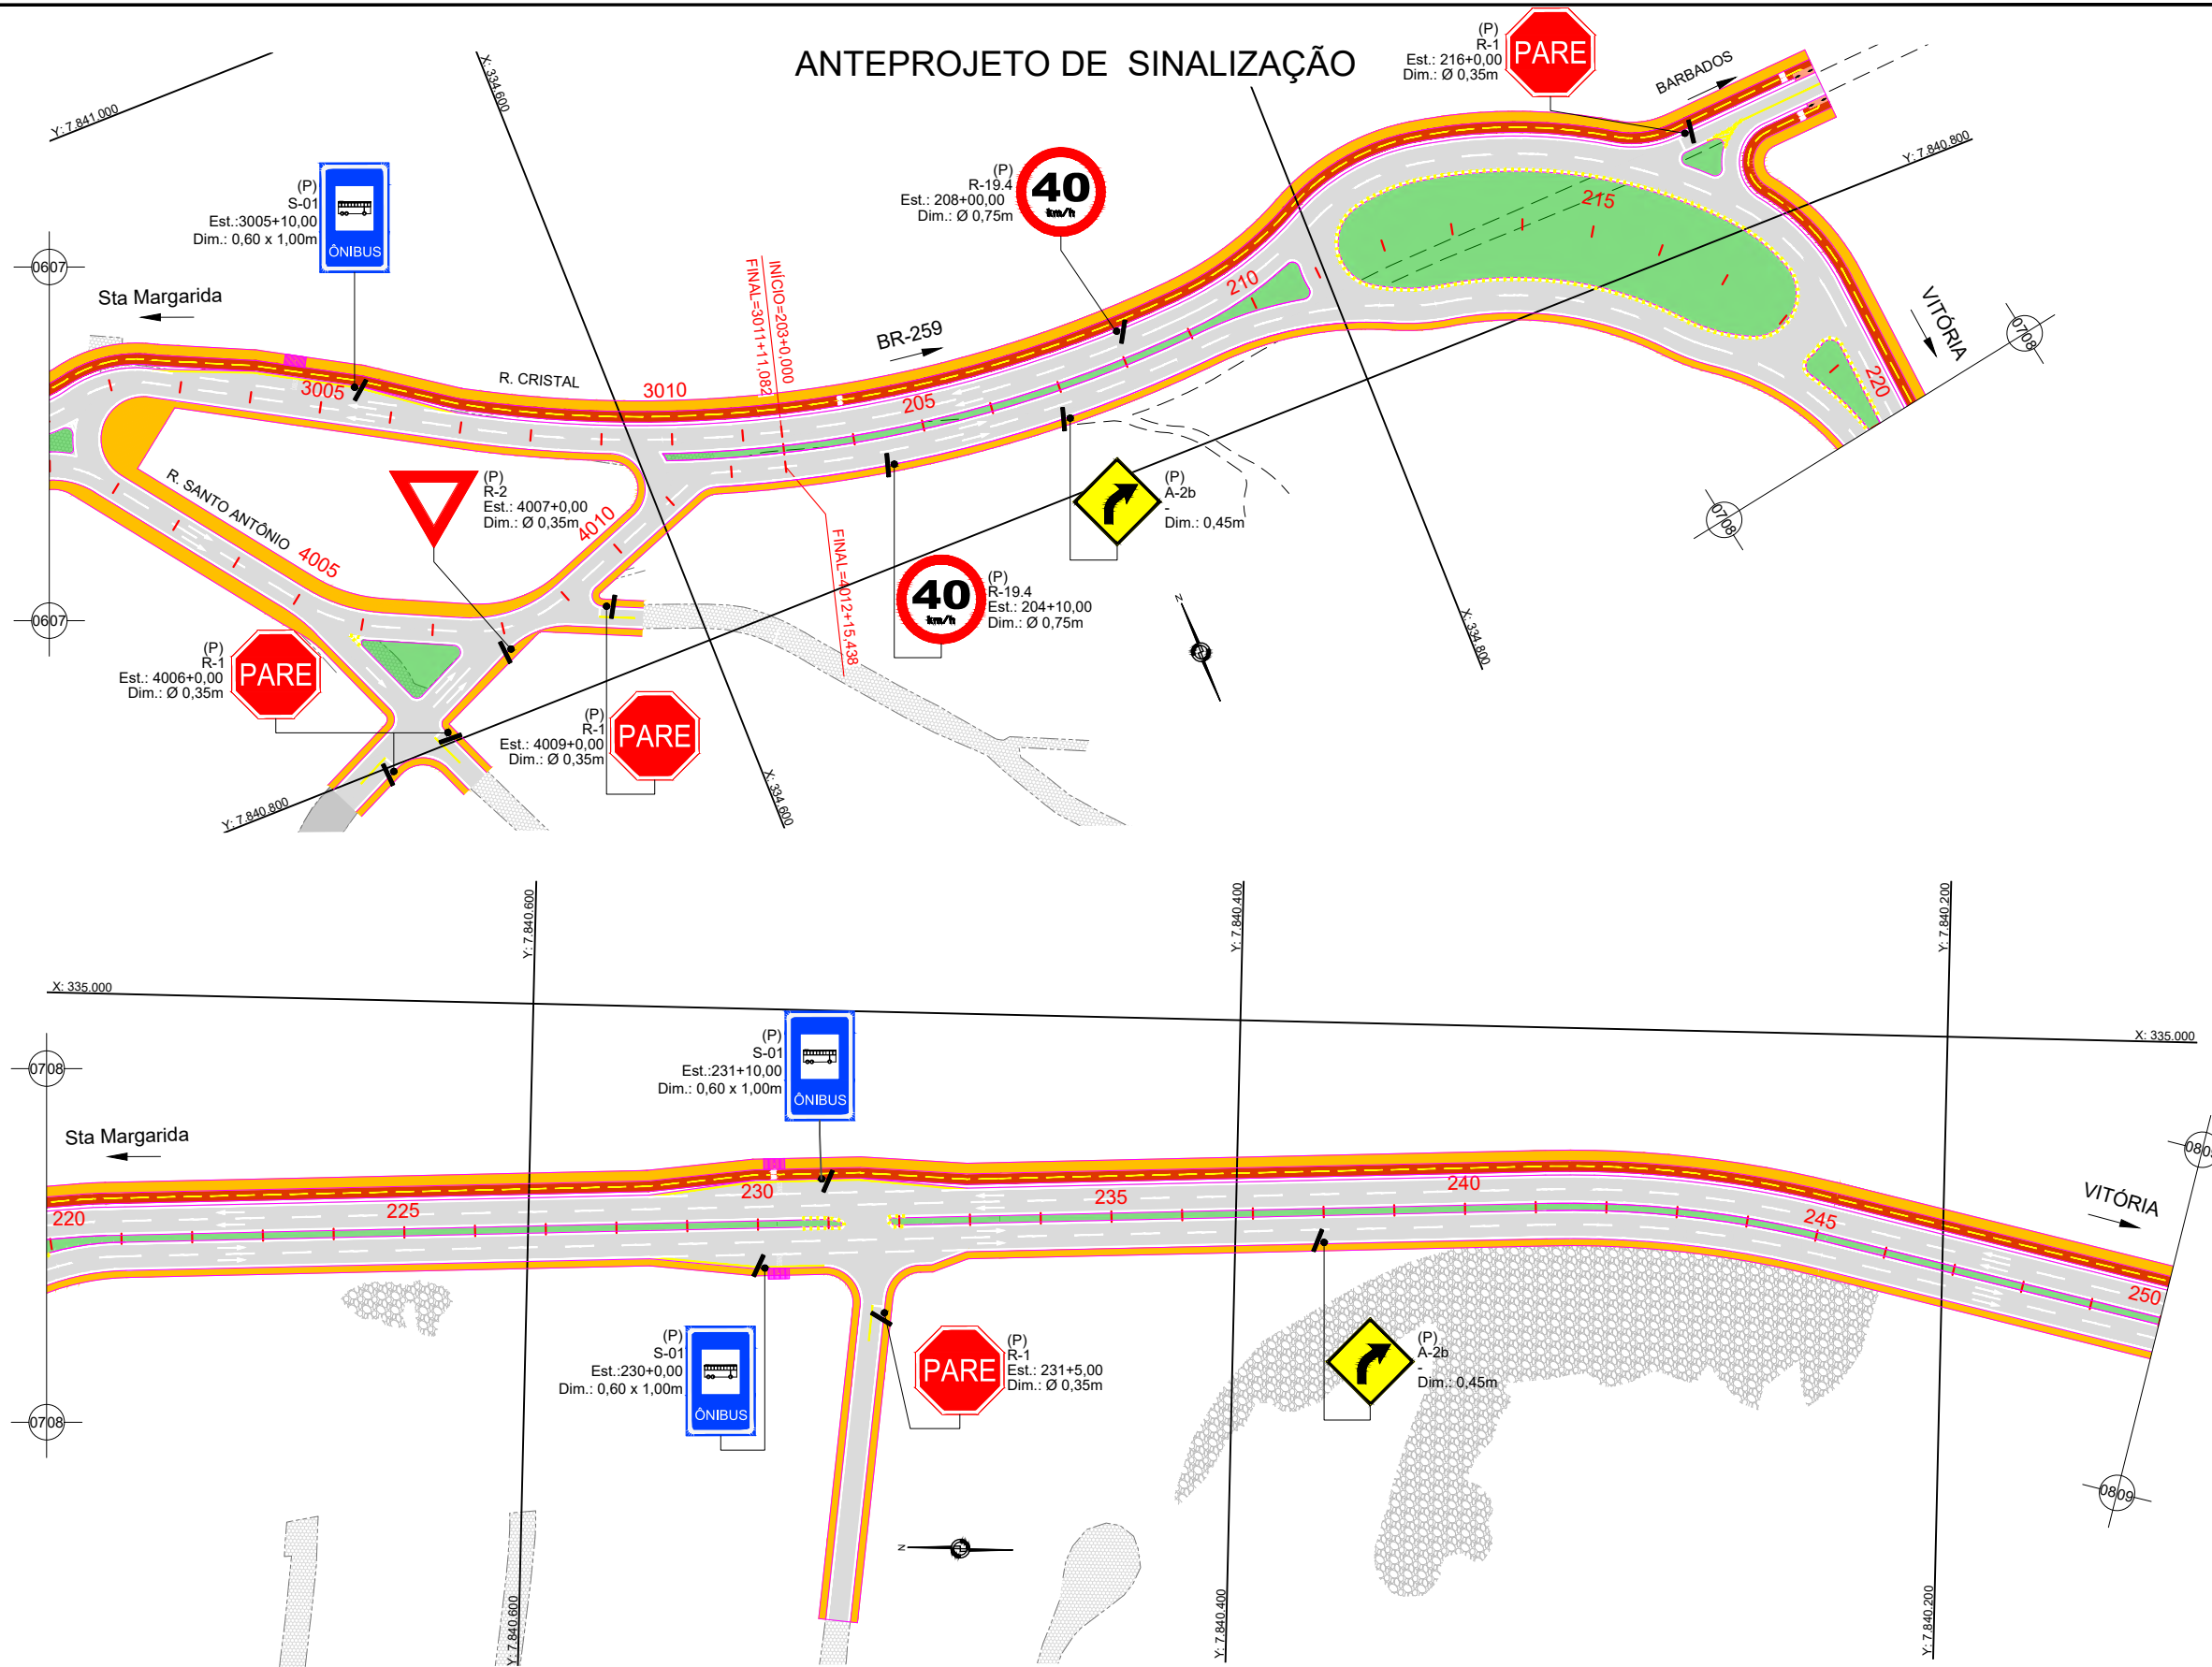 ANTEPROJETO DE SINALIZAÇÃO
(P)
R-1
Est.: 216+0,00
Dim.: Ø 0,35m
PARE
BARBADOS
Y: 7.841.000
X: 334.600
Y: 7.840.800
(P)
S-01
Est.:3005+10,00
Dim.: 0,60 x 1,00m
ÔNIBUS
(P)
R-19.4
Est.: 208+00,00
Dim.: Ø 0,75m
40
km/h
215
210
0607
Sta Margarida
INÍCIO=203+0,000
FINAL=3011+11,082
BR-259
VITÓRIA
0708
R. CRISTAL
3005
3010
205
220
R. SANTO ANTÔNIO
4005
4010
(P)
R-2
Est.: 4007+0,00
Dim.: Ø 0,35m
(P)
A-2b
-
Dim.: 0,45m
0708
FINAL=4012+15,438
40
km/h
(P)
R-19.4
Est.: 204+10,00
Dim.: Ø 0,75m
N
0607
X: 334.800
(P)
R-1
Est.: 4006+0,00
Dim.: Ø 0,35m
PARE
(P)
R-1
Est.: 4009+0,00
Dim.: Ø 0,35m
PARE
Y: 7.840.800
X: 334.600
Y: 7.840.600
Y: 7.840.400
Y: 7.840.200
X: 335.000
X: 335.000
(P)
S-01
Est.:231+10,00
Dim.: 0,60 x 1,00m
ÔNIBUS
0708
Sta Margarida
VITÓRIA
220
225
230
235
240
245
250
(P)
S-01
Est.:230+0,00
Dim.: 0,60 x 1,00m
ÔNIBUS
PARE
(P)
R-1
Est.: 231+5,00
Dim.: Ø 0,35m
(P)
A-2b
-
Dim.: 0,45m
0708
0809
N
Y: 7.840.600
Y: 7.840.400
Y: 7.840.200